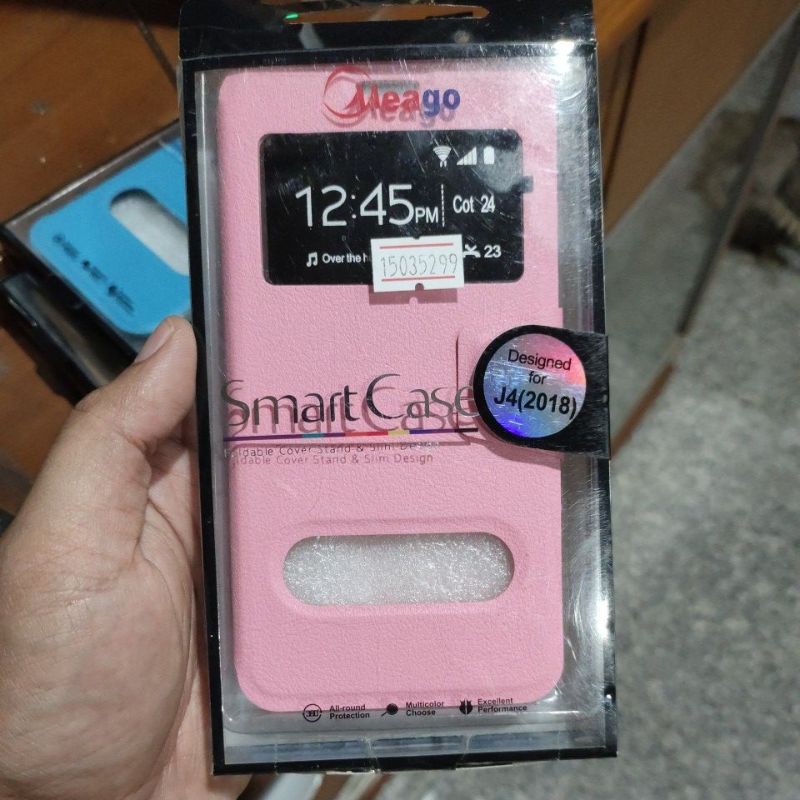 Meago
12:45PM Cot 24
Over the h
23
15035299
Designed
for
J4(2018)
Smart Case
Foldable Cover Stand & Slim Design
All-round
Protection
Multicolor
Choose
Excellent
Performance